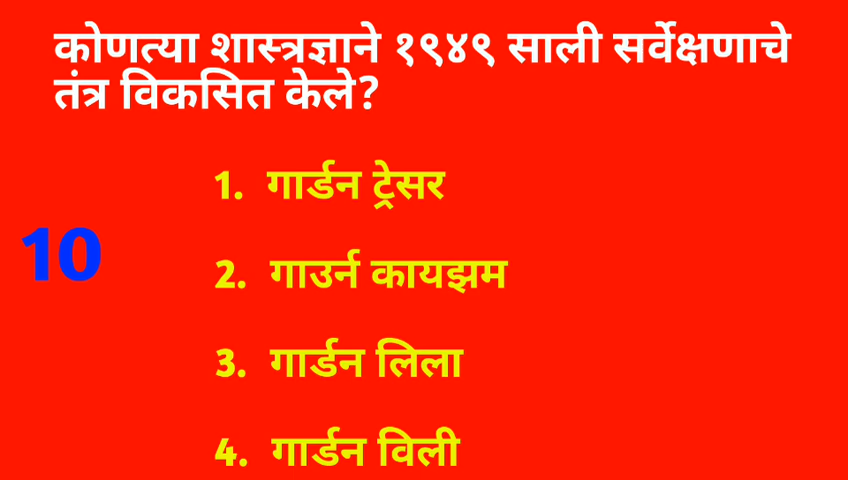 कोणत्या शास्त्रज्ञाने १९४९ साली सर्वेक्षणाचे
तंत्र विकसित केले?
1. गार्डन ट्रेसर
10
2. गाउर्न कायझम
3. गार्डन लिला
4. गार्डन विली